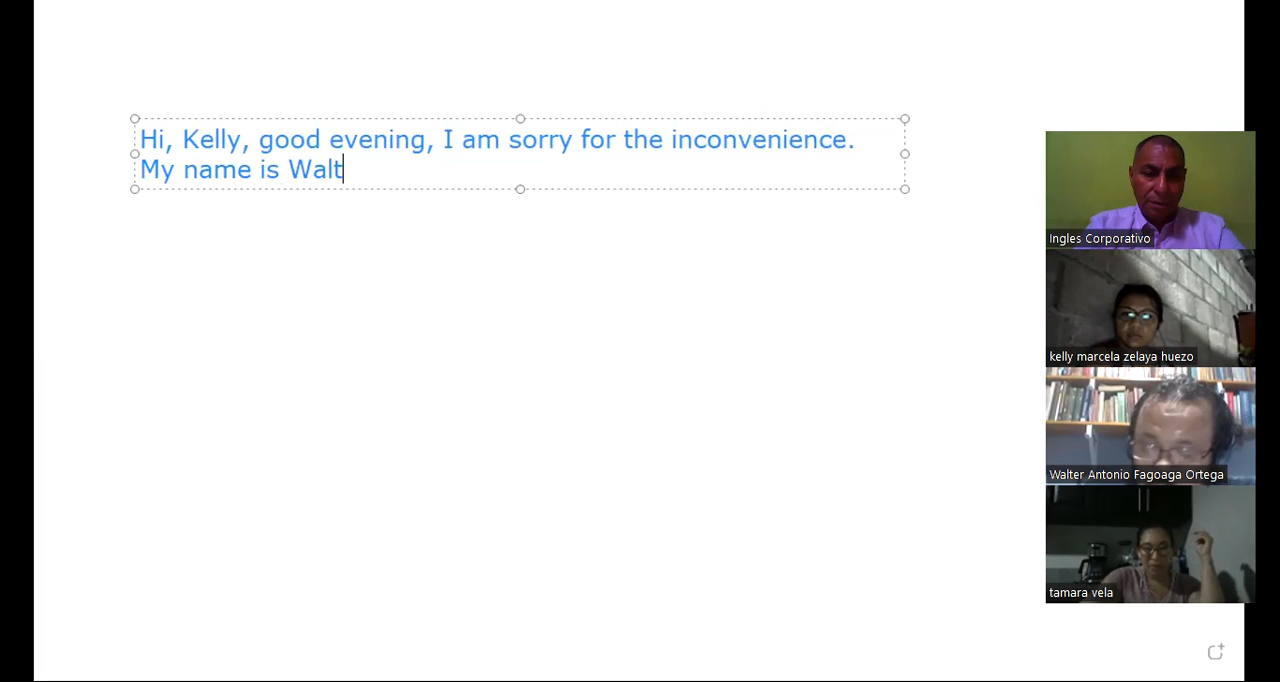 Hi, Kelly, good evening, I am sorry for the inconvenience.
My name is Walt
Ingles Corporativo
kelly marcela zelaya huezo
Walter Antonio Fagoaga Ortega
tamara vela